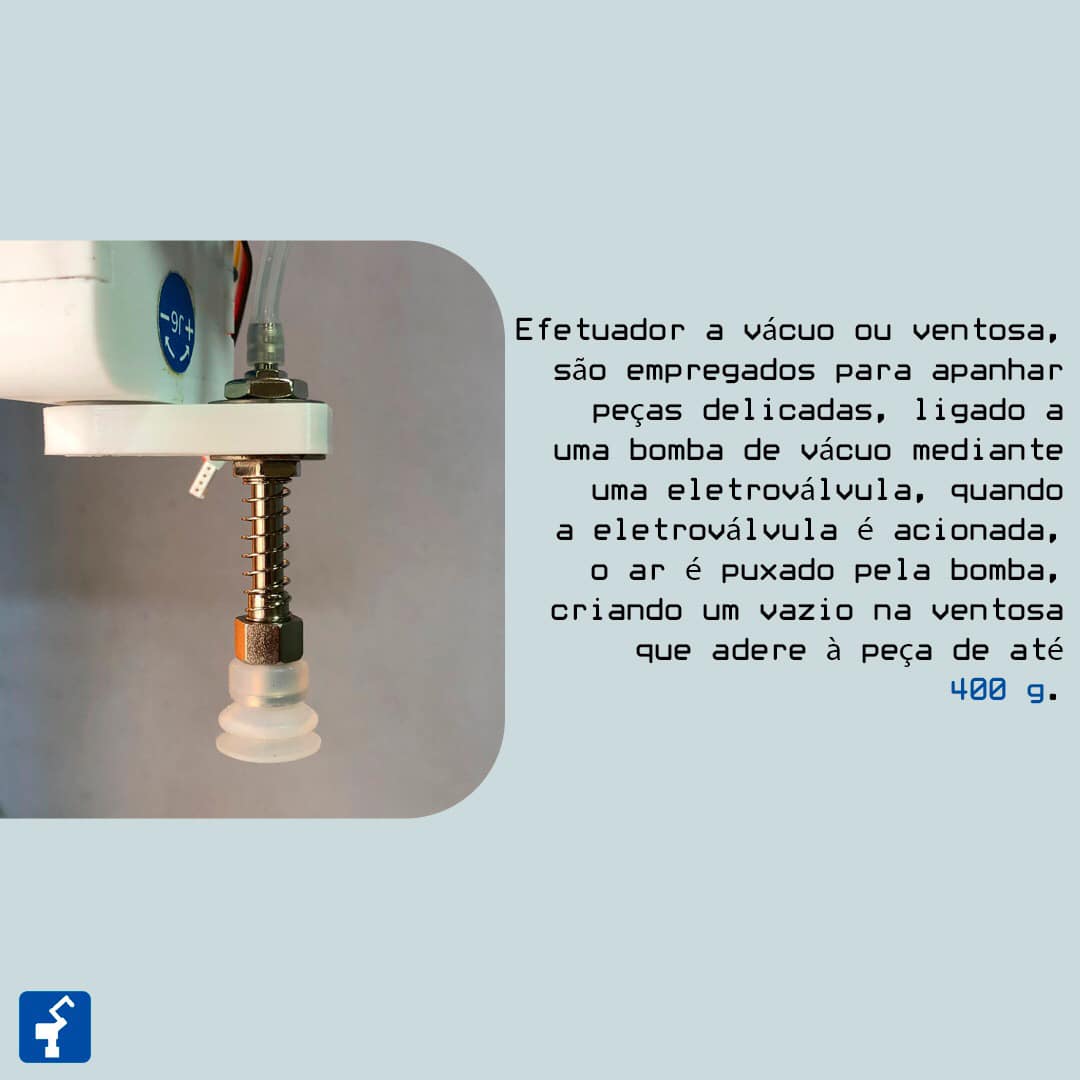 + J6 -
Efetuador a vácuo ou ventosa,
são empregados para apanhar
peças delicadas, ligado a
uma bomba de vácuo mediante
uma eletroválvula, quando
a eletroválvula é acionada,
o ar é puxado pela bomba,
criando um vazio na ventosa
que adere à peça de até
400 g.